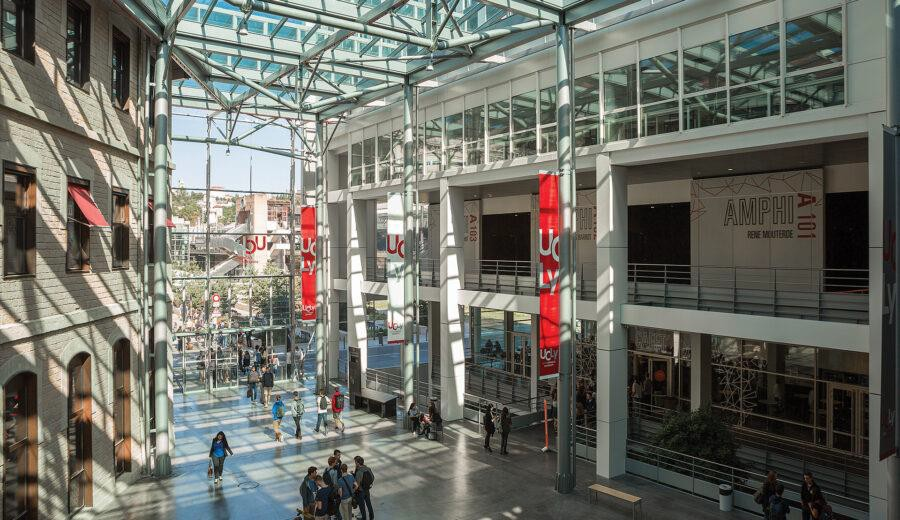 UCLy
UCLy
UCLy
UCLy
A 103
AMPHI
RENE MOUTERDE
A 101